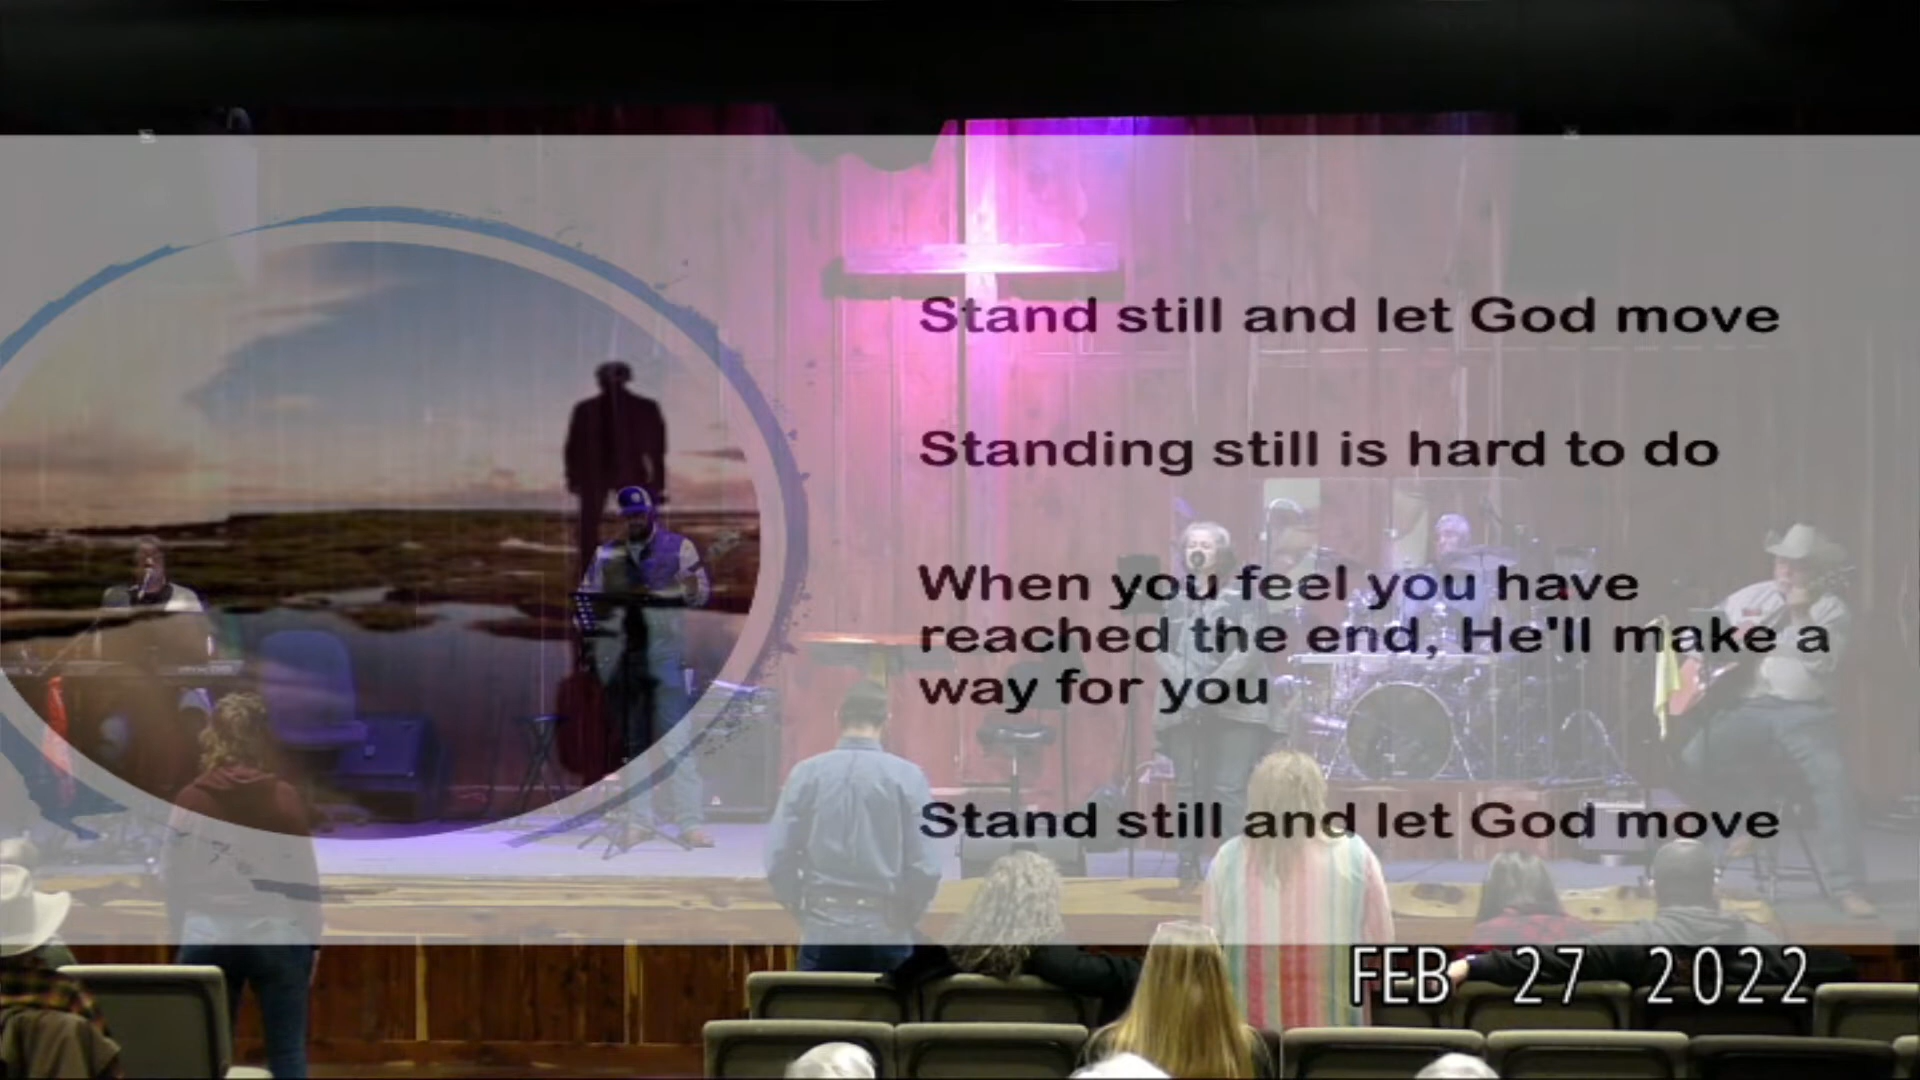 Stand still and let God move
Standing still is hard to do
When you feel you have
reached the end, He'll make a
way for you
Stand still and let God move
FEB 27 2022